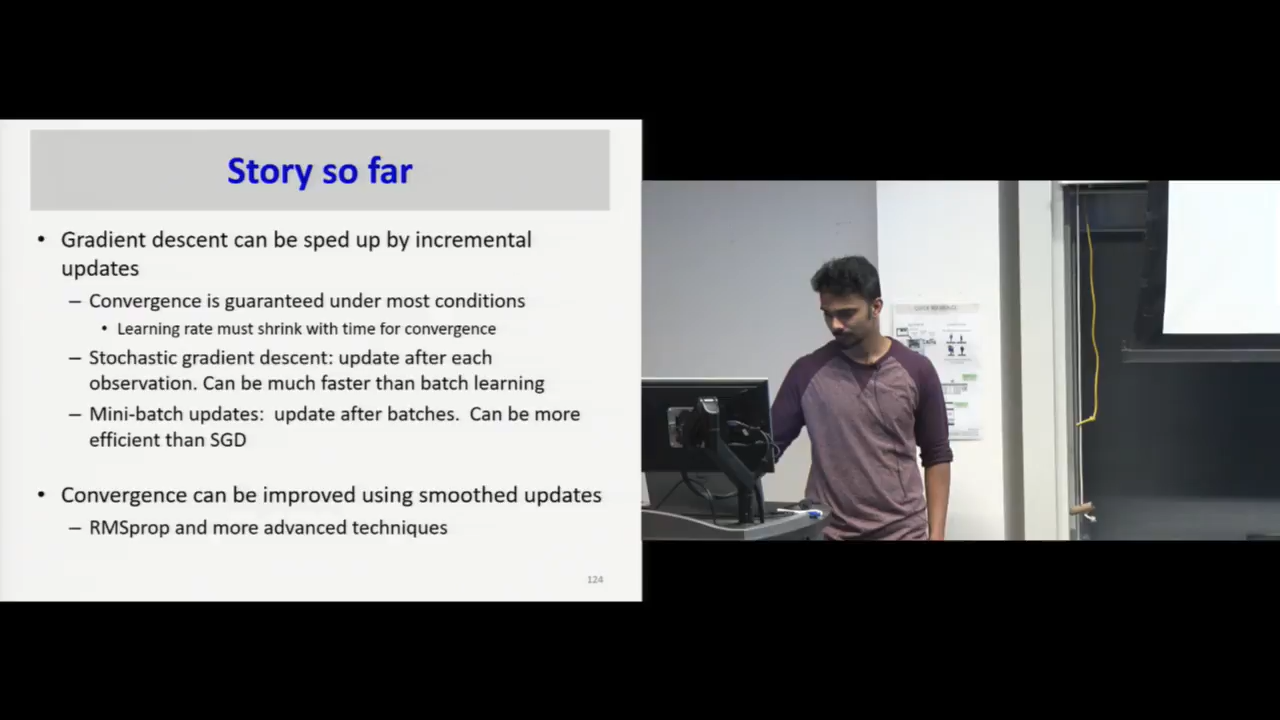 Story so far
• Gradient descent can be sped up by incremental
updates
– Convergence is guaranteed under most conditions
• Learning rate must shrink with time for convergence
– Stochastic gradient descent: update after each
observation. Can be much faster than batch learning
– Mini-batch updates: update after batches. Can be more
efficient than SGD
• Convergence can be improved using smoothed updates
– RMSprop and more advanced techniques
124